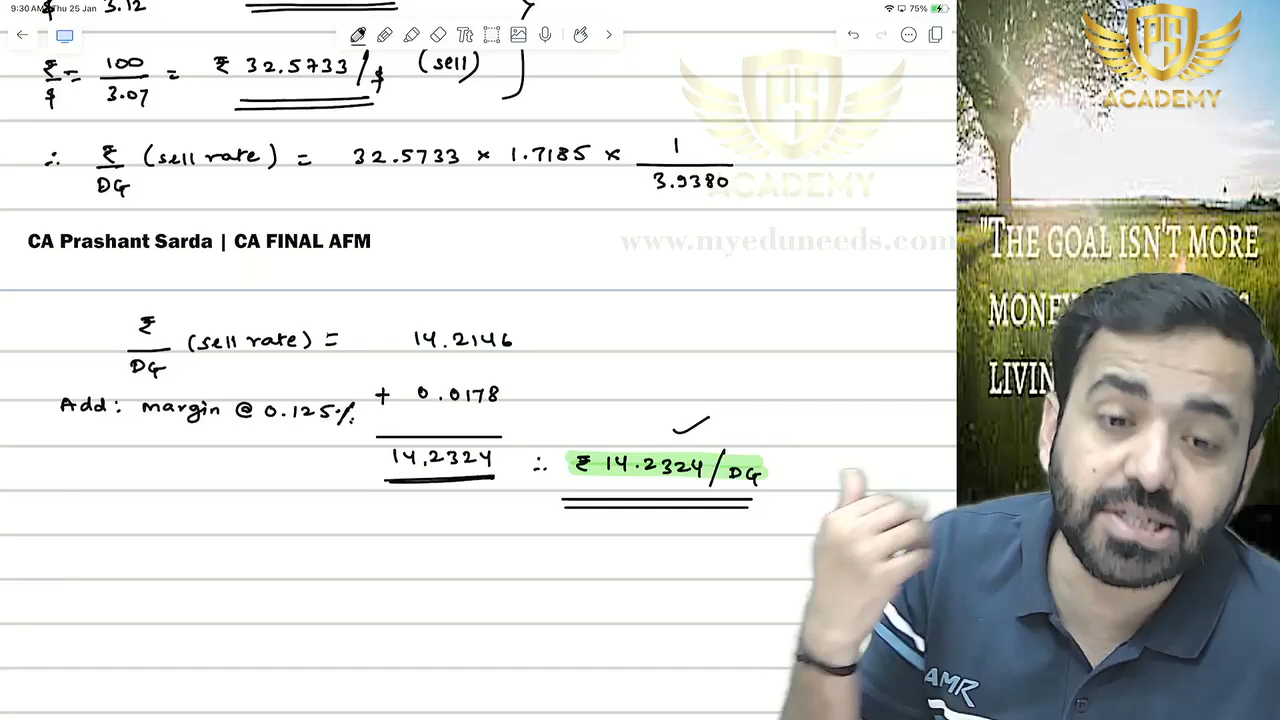 9:30 AM Thu 25 Jan
75%
$ 3.12
₹/$ = 100/3.07 = ₹ 32.5733/$ (sell)
∴ ₹/DG (sell rate) = 32.5733 × 1.7185 × 1/3.9380
CA Prashant Sarda | CA FINAL AFM
₹/DG (sell rate) = 14.2146
Add: margin @ 0.125% + 0.0178
14.2324 ∴ ₹ 14.2324/DG
PS
ACADEMY
ACADEMY
www.myeduneeds.com
"THE GOAL ISN'T MORE
MONEY
LIVIN
AMR